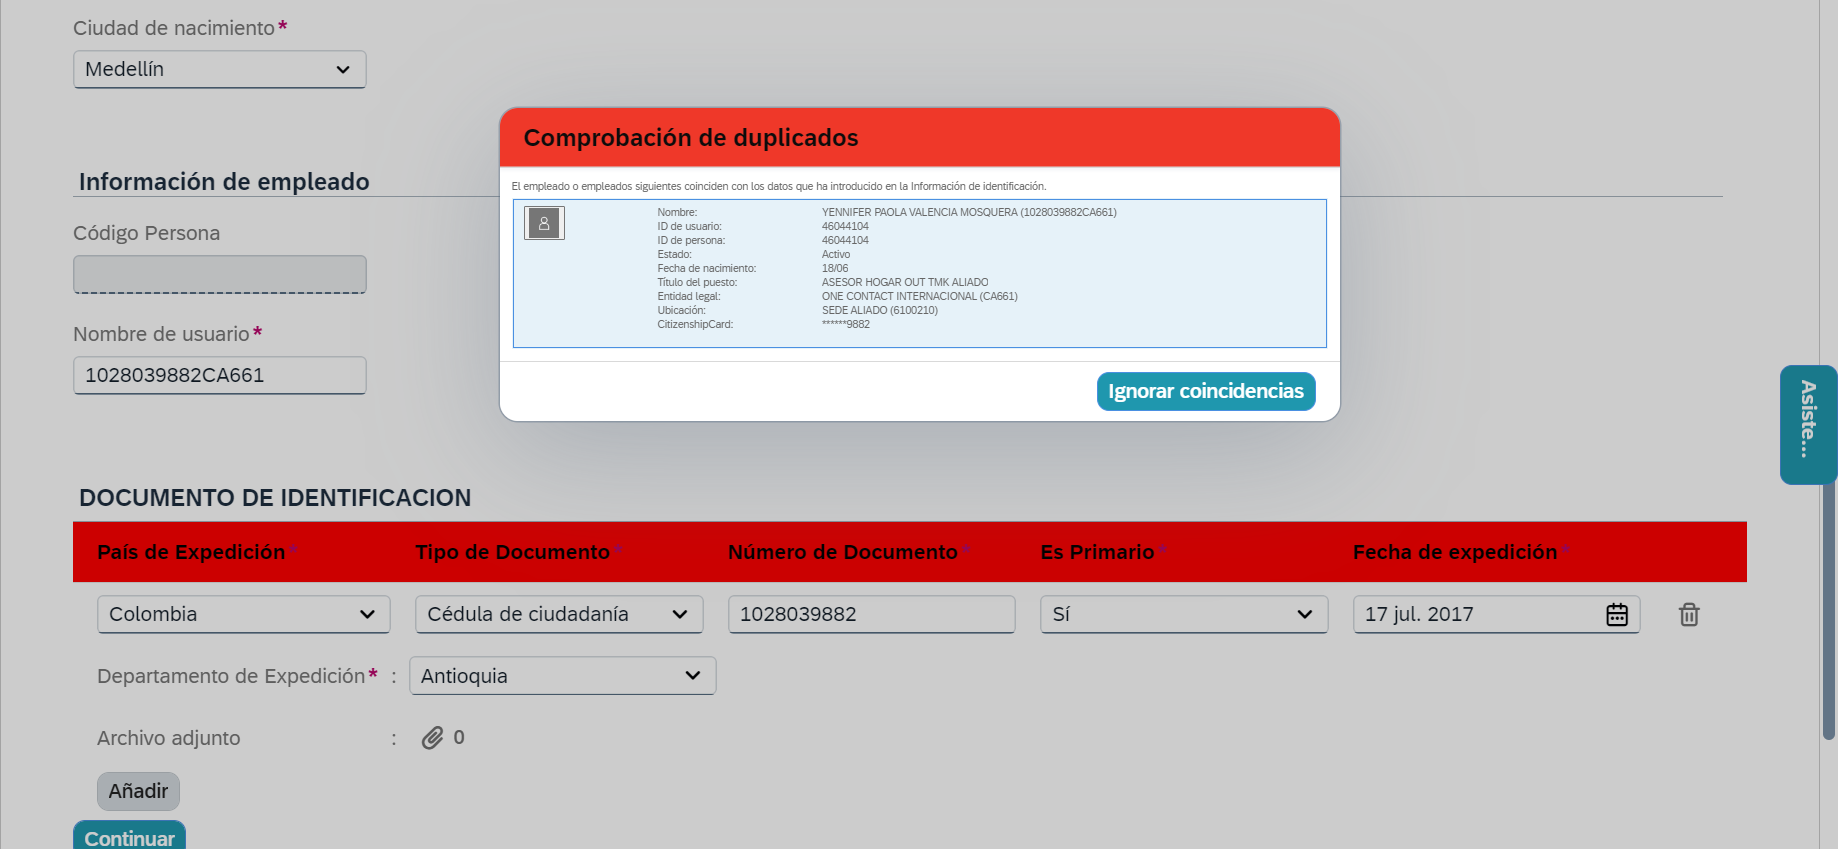 Ciudad de nacimiento*
Medellín
Información de empleado
Código Persona
Nombre de usuario*
1028039882CA661
Comprobación de duplicados
El empleado o empleados siguientes coinciden con los datos que ha introducido en la Información de identificación.
Nombre: YENNIFER PAOLA VALENCIA MOSQUERA (1028039882CA661)
ID de usuario: 46044104
ID de persona: 46044104
Estado: Activo
Fecha de nacimiento: 18/06
Título del puesto: ASESOR HOGAR OUT TMK ALIADO
Entidad legal: ONE CONTACT INTERNACIONAL (CA661)
Ubicación: SEDE ALIADO (6100210)
CitizenshipCard: ******9882
Ignorar coincidencias
Asiste...
DOCUMENTO DE IDENTIFICACION
País de Expedición* Tipo de Documento* Número de Documento* Es Primario* Fecha de expedición*
Colombia Cédula de ciudadanía 1028039882 Sí 17 jul. 2017
Departamento de Expedición* : Antioquia
Archivo adjunto : 0
Añadir
Continuar